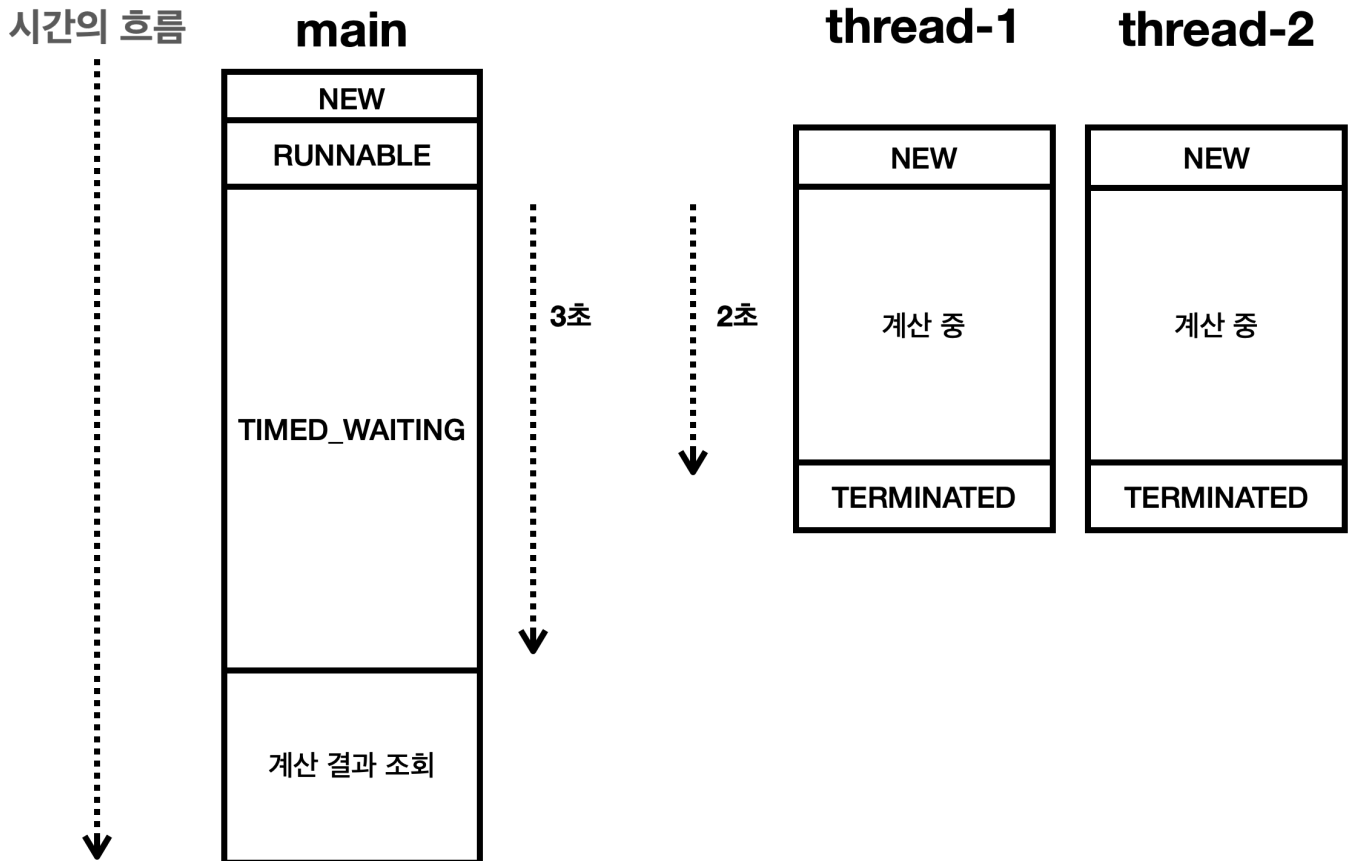 시간의 흐름
main
thread-1
thread-2
NEW
RUNNABLE
TIMED_WAITING
계산 결과 조회
3초
2초
NEW
계산 중
TERMINATED
NEW
계산 중
TERMINATED